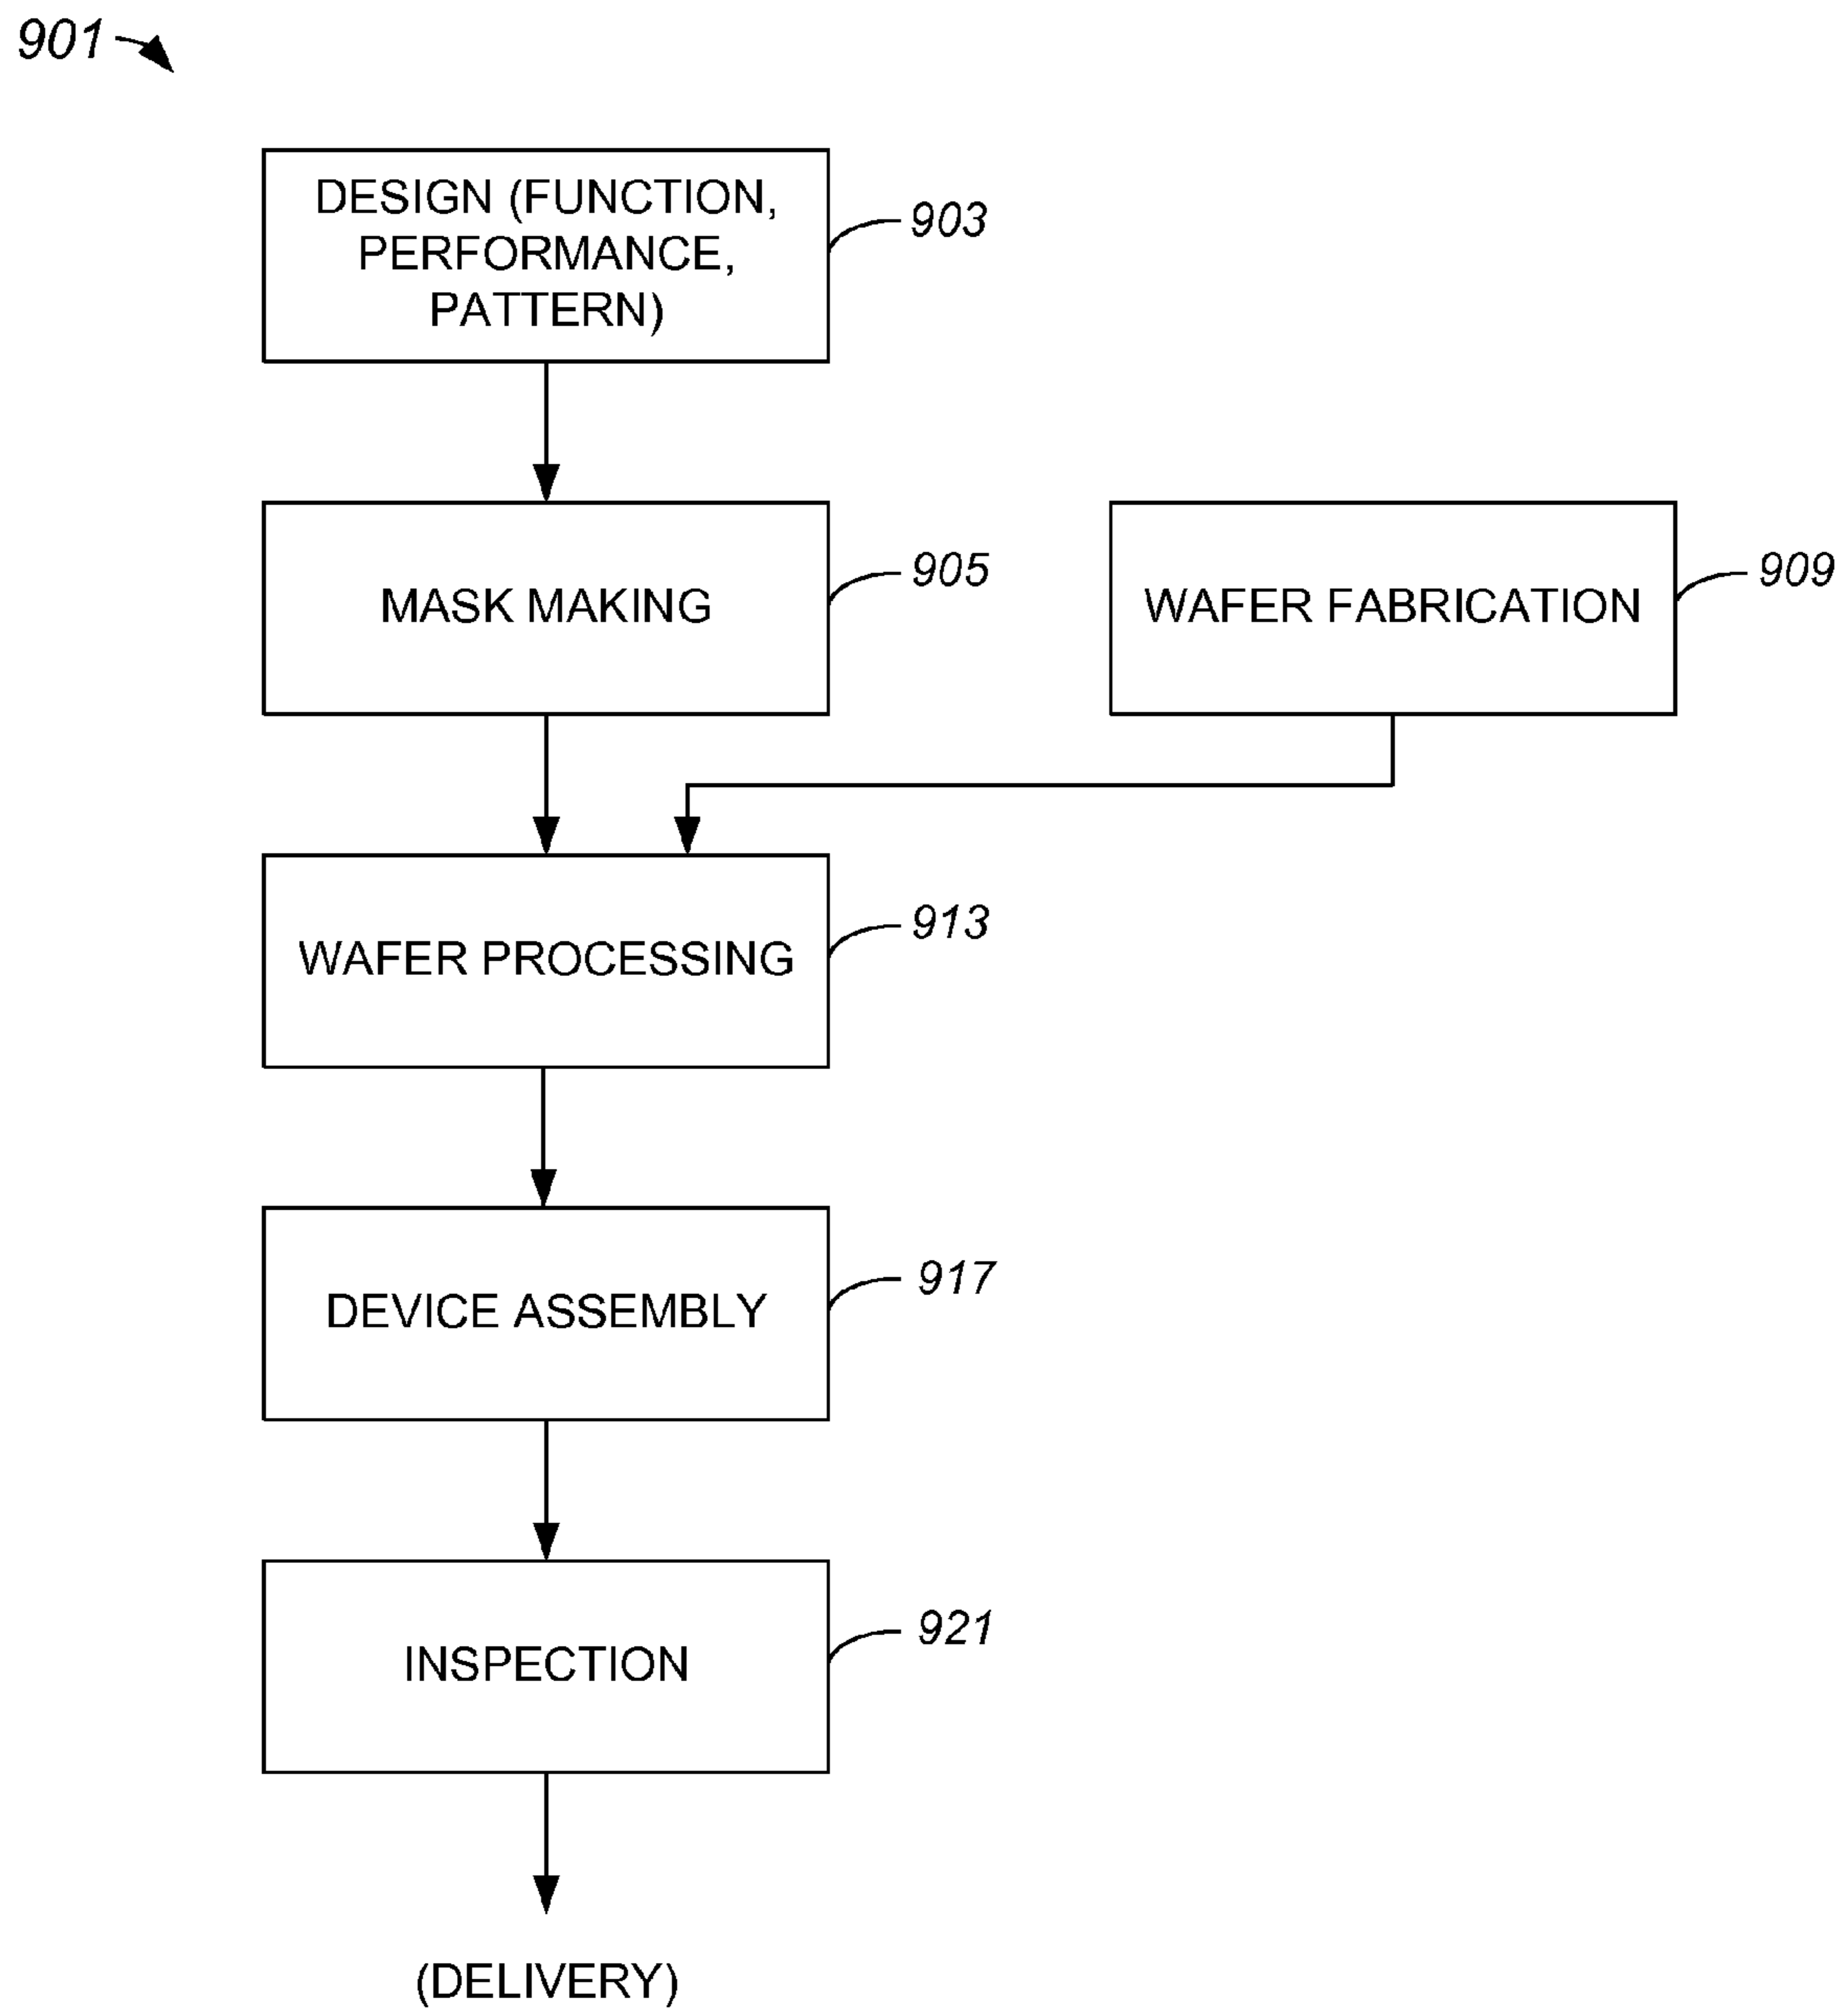 901
DESIGN (FUNCTION,
PERFORMANCE,
PATTERN)
903
MASK MAKING
905
WAFER FABRICATION
909
WAFER PROCESSING
913
DEVICE ASSEMBLY
917
INSPECTION
921
(DELIVERY)